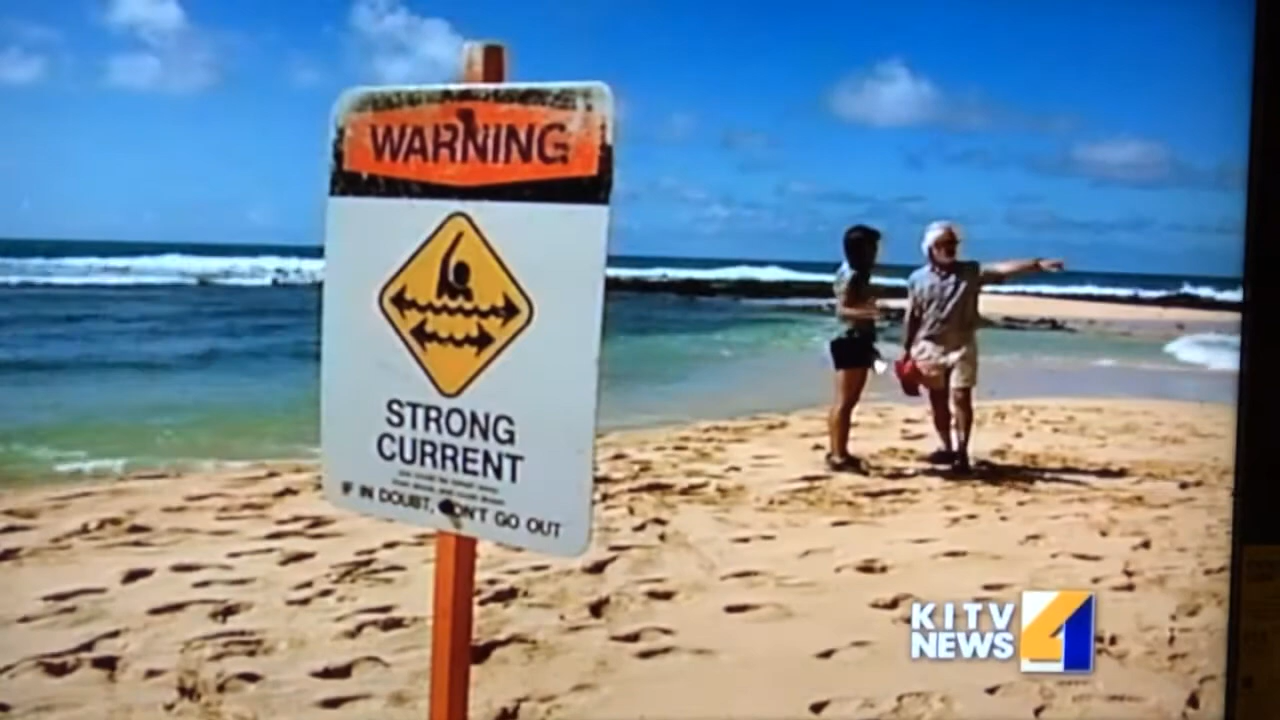 WARNING
STRONG
CURRENT
IF IN DOUBT, DON'T GO OUT
KITV
NEWS 4